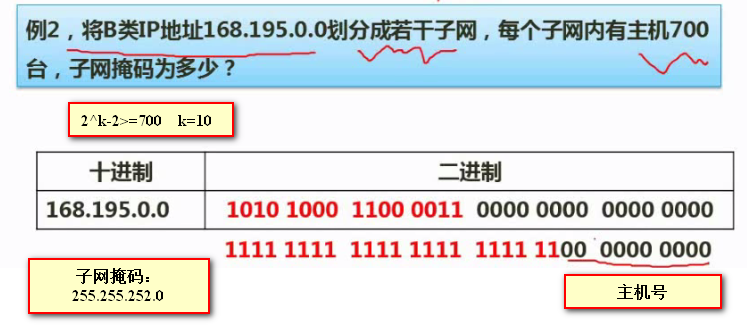 例2，将B类IP地址168.195.0.0划分成若干子网，每个子网内有主机700
台，子网掩码为多少？
2^k-2>=700 k=10
十进制 二进制
168.195.0.0 1010 1000 1100 0011 0000 0000 0000 0000
1111 1111 1111 1111 1111 1100 0000 0000
子网掩码：
255.255.252.0
主机号